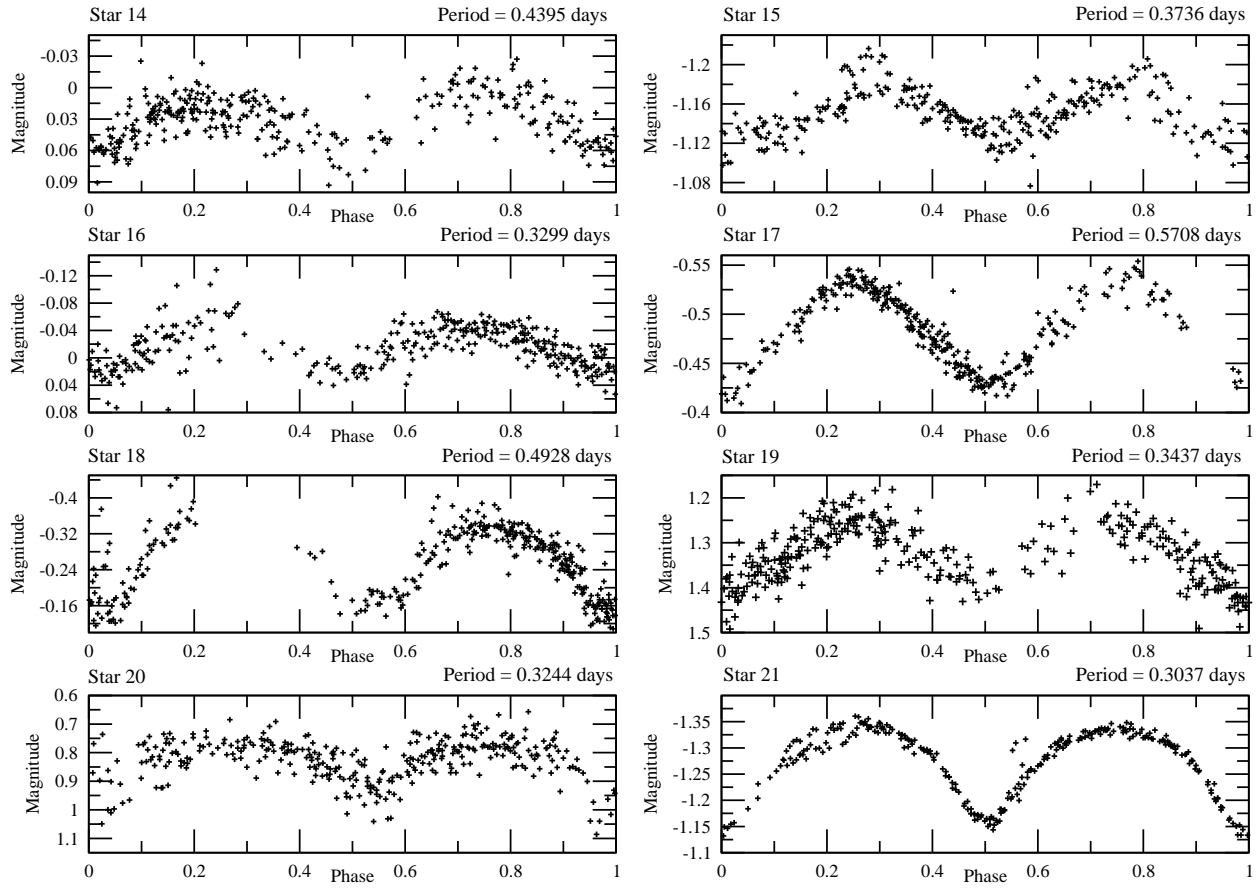 Star 14 Period = 0.4395 days
-0.03
0
0.03
0.06
0.09
Magnitude
0 0.2 0.4 0.6 0.8 1
Phase
Star 15 Period = 0.3736 days
-1.2
-1.16
-1.12
-1.08
Magnitude
0 0.2 0.4 0.6 0.8 1
Phase
Star 16 Period = 0.3299 days
-0.12
-0.08
-0.04
0
0.04
0.08
Magnitude
0 0.2 0.4 0.6 0.8 1
Phase
Star 17 Period = 0.5708 days
-0.55
-0.5
-0.45
-0.4
Magnitude
0 0.2 0.4 0.6 0.8 1
Phase
Star 18 Period = 0.4928 days
-0.4
-0.32
-0.24
-0.16
Magnitude
0 0.2 0.4 0.6 0.8 1
Phase
Star 19 Period = 0.3437 days
1.2
1.3
1.4
1.5
Magnitude
0 0.2 0.4 0.6 0.8 1
Phase
Star 20 Period = 0.3244 days
0.6
0.7
0.8
0.9
1
1.1
Magnitude
0 0.2 0.4 0.6 0.8 1
Phase
Star 21 Period = 0.3037 days
-1.35
-1.3
-1.25
-1.2
-1.15
-1.1
Magnitude
0 0.2 0.4 0.6 0.8 1
Phase